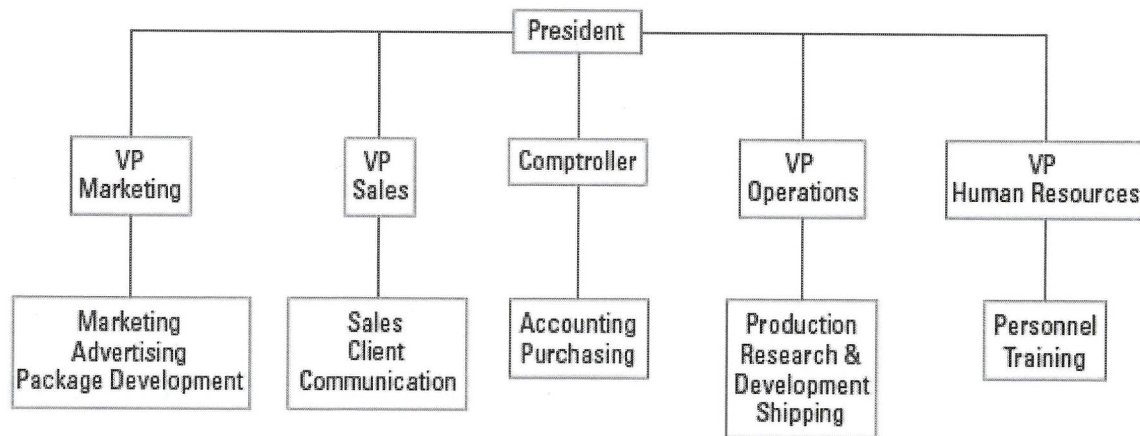 President
VP
Marketing
VP
Sales
Comptroller
VP
Operations
VP
Human Resources
Marketing
Advertising
Package Development
Sales
Client
Communication
Accounting
Purchasing
Production
Research &
Development
Shipping
Personnel
Training